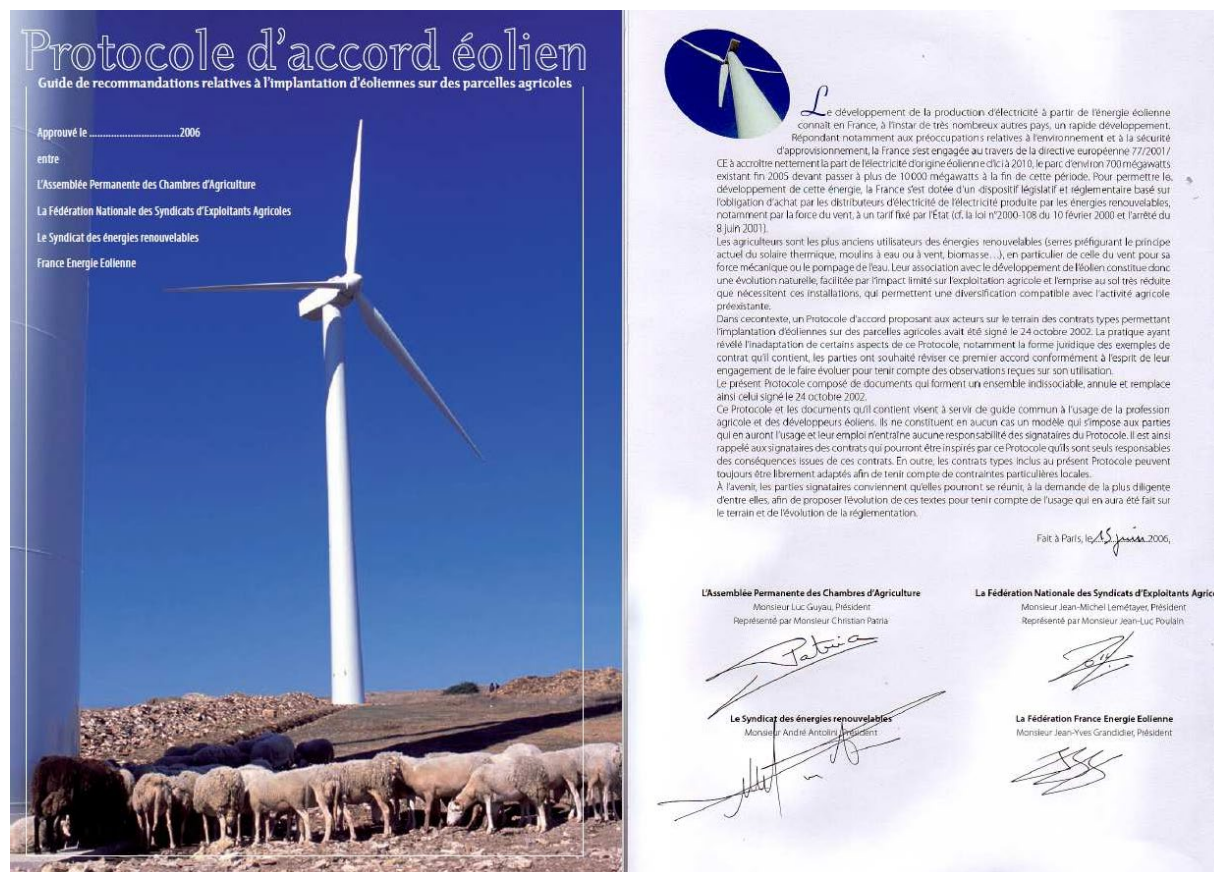 Protocole d'accord éolien
Guide de recommandations relatives à l'implantation d'éoliennes sur des parcelles agricoles
Approuvé le ..................................2006
entre
L'Assemblée Permanente des Chambres d'Agriculture
La Fédération Nationale des Syndicats d'Exploitants Agricoles
Le Syndicat des énergies renouvelables
France Energie Eolienne
Le développement de la production d'électricité à partir de l'énergie éolienne
connaît en France, à l'instar de très nombreux autres pays, un rapide développement.
Répondant notamment aux préoccupations relatives à l'environnement et à la sécurité
d'approvisionnement, la France s'est engagée au travers de la directive européenne 77/2001/
CE à accroître nettement la part de l'électricité d'origine éolienne d'ici à 2010, le parc d'environ 700 mégawatts
existant fin 2005 devant passer à plus de 10000 mégawatts à la fin de cette période. Pour permettre le
développement de cette énergie, la France s'est dotée d'un dispositif législatif et réglementaire basé sur
l'obligation d'achat par les distributeurs d'électricité de l'électricité produite par les énergies renouvelables,
notamment par la force du vent, à un tarif fixé par l'État (cf. la loi n°2000-108 du 10 février 2000 et l'arrêté du
8 juin 2001).
Les agriculteurs sont les plus anciens utilisateurs des énergies renouvelables (serres préfigurant le principe
actuel du solaire thermique, moulins à eau ou à vent, biomasse…), en particulier de celle du vent pour sa
force mécanique ou le pompage de l'eau. Leur association avec le développement de l'éolien constitue donc
une évolution naturelle, facilitée par l'impact limité sur l'exploitation agricole et l'emprise au sol très réduite
que nécessitent ces installations, qui permettent une diversification compatible avec l'activité agricole
préexistante.
Dans cecontexte, un Protocole d'accord proposant aux acteurs sur le terrain des contrats types permettant
l'implantation d'éoliennes sur des parcelles agricoles avait été signé le 24 octobre 2002. La pratique ayant
révélé l'inadaptation de certains aspects de ce Protocole, notamment la forme juridique des exemples de
contrat qu'il contient, les parties ont souhaité réviser ce premier accord conformément à l'esprit de leur
engagement de le faire évoluer pour tenir compte des observations reçues sur son utilisation.
Le présent Protocole composé de documents qui forment un ensemble indissociable, annule et remplace
ainsi celui signé le 24 octobre 2002.
Ce Protocole et les documents qu'il contient visent à servir de guide commun à l'usage de la profession
agricole et des développeurs éoliens. Ils ne constituent en aucun cas un modèle qui s'impose aux parties
qui en auront l'usage et leur emploi n'entraîne aucune responsabilité des signataires du Protocole. Il est ainsi
rappelé aux signataires des contrats qui pourront être inspirés par ce Protocole qu'ils sont seuls responsables
des conséquences issues de ces contrats. En outre, les contrats types inclus au présent Protocole peuvent
toujours être librement adaptés afin de tenir compte de contraintes particulières locales.
À l'avenir, les parties signataires conviennent qu'elles pourront se réunir, à la demande de la plus diligente
d'entre elles, afin de proposer l'évolution de ces textes pour tenir compte de l'usage qui en aura été fait sur
le terrain et de l'évolution de la réglementation.
Fait à Paris, le 15 juin 2006,
L'Assemblée Permanente des Chambres d'Agriculture
Monsieur Luc Guyau, Président
Représenté par Monsieur Christian Patria
Patria
La Fédération Nationale des Syndicats d'Exploitants Agrico
Monsieur Jean-Michel Lemétayer, Président
Représenté par Monsieur Jean-Luc Poulain
Le Syndicat des énergies renouvelables
Monsieur André Antolini, Président
La Fédération France Energie Eolienne
Monsieur Jean-Yves Grandidier, Président